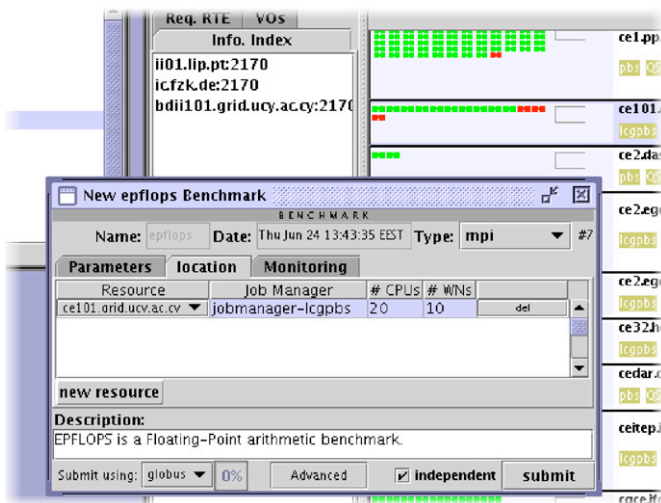 Req. RTE VOs
Info. Index
ii01.lip.pt:2170
ic.fzk.de:2170
bdii101.grid.ucy.ac.cy:2170
ce1.pp.
pbs
ce101.
lcgpbs
ce2.da
pbs
ce2.eg
lcgpbs
ce2.eg
lcgpbs
ce32.h
lcgpbs
cedar.
pbs
ceitep.i
lcgpbs
New epflops Benchmark
BENCHMARK
Name: epflops Date: Thu Jun 24 13:43:35 EEST Type: mpi #7
Parameters location Monitoring
Resource Job Manager # CPUs # WNs
ce101.grid.ucy.ac.cy jobmanager-lcgpbs 20 10 del
new resource
Description:
EPFLOPS is a Floating-Point arithmetic benchmark.
Submit using: globus 0% Advanced independent submit